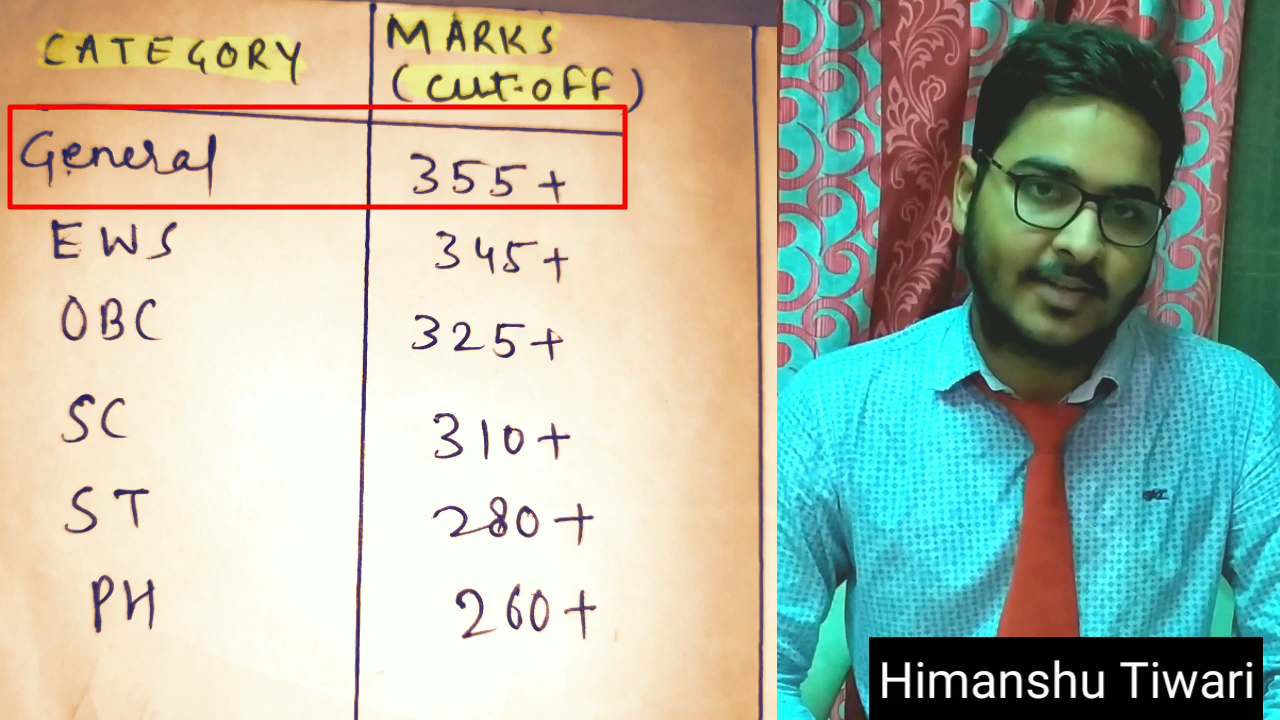 CATEGORY MARKS
(Cut-off)
General 355+
EWS 345+
OBC 325+
SC 310+
ST 280+
PH 260+
Himanshu Tiwari